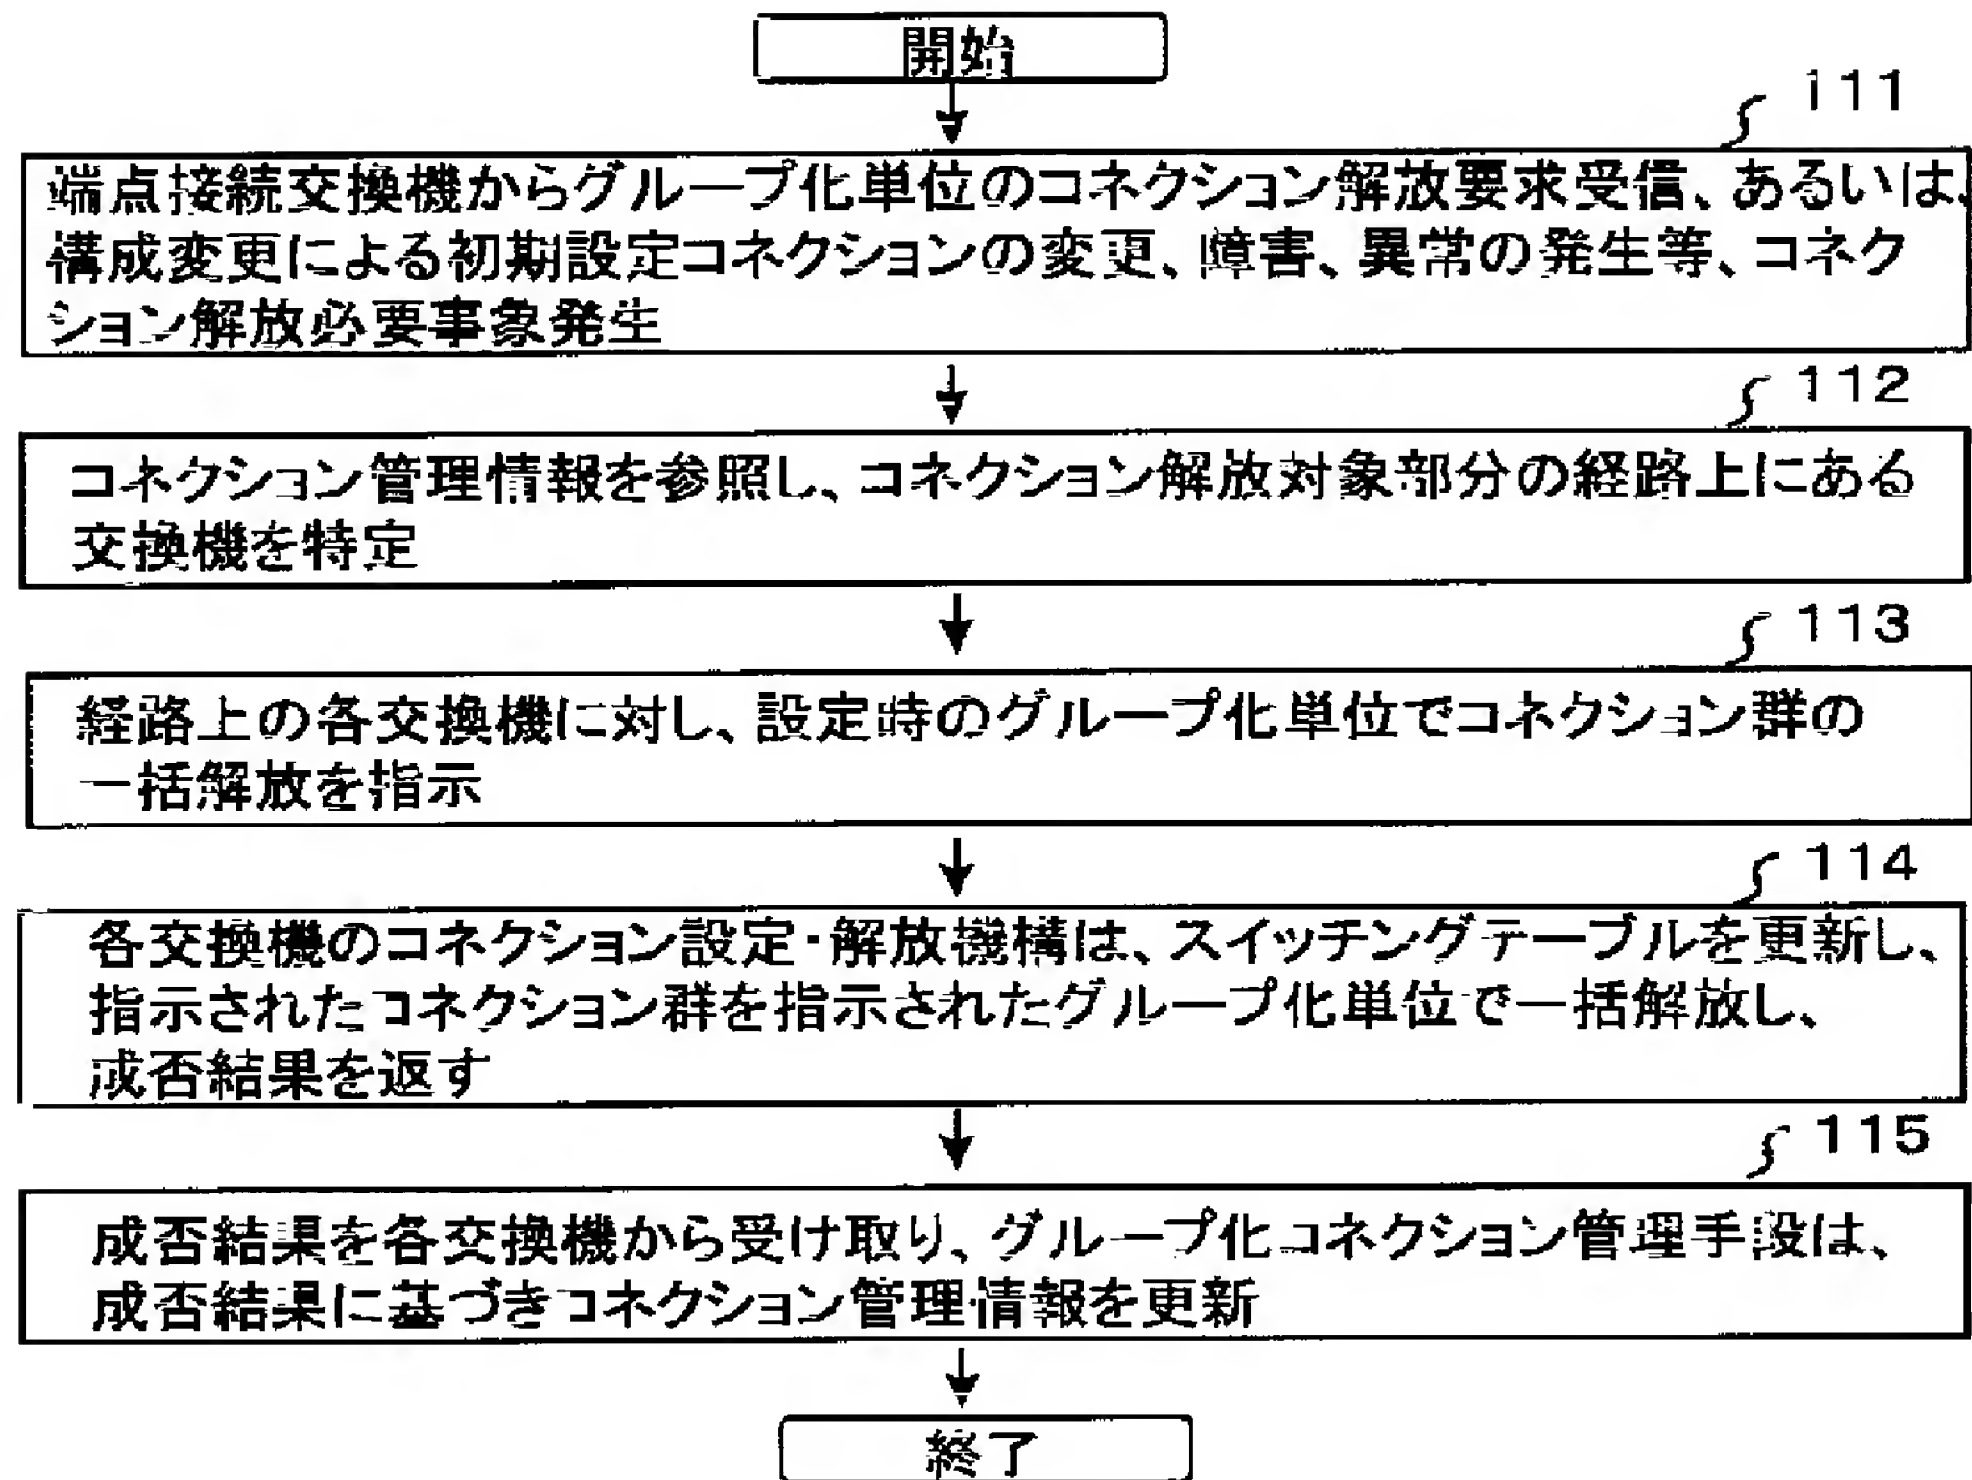 開始
111
端点接続交換機からグループ化単位のコネクション解放要求受信、あるいは、
構成変更による初期設定コネクションの変更、障害、異常の発生等、コネク
ション解放必要事象発生
112
コネクション管理情報を参照し、コネクション解放対象部分の経路上にある
交換機を特定
113
経路上の各交換機に対し、設定時のグループ化単位でコネクション群の
一括解放を指示
114
各交換機のコネクション設定・解放機構は、スイッチングテーブルを更新し、
指示されたコネクション群を指示されたグループ化単位で一括解放し、
成否結果を返す
115
成否結果を各交換機から受け取り、グループ化コネクション管理手段は、
成否結果に基づきコネクション管理情報を更新
終了